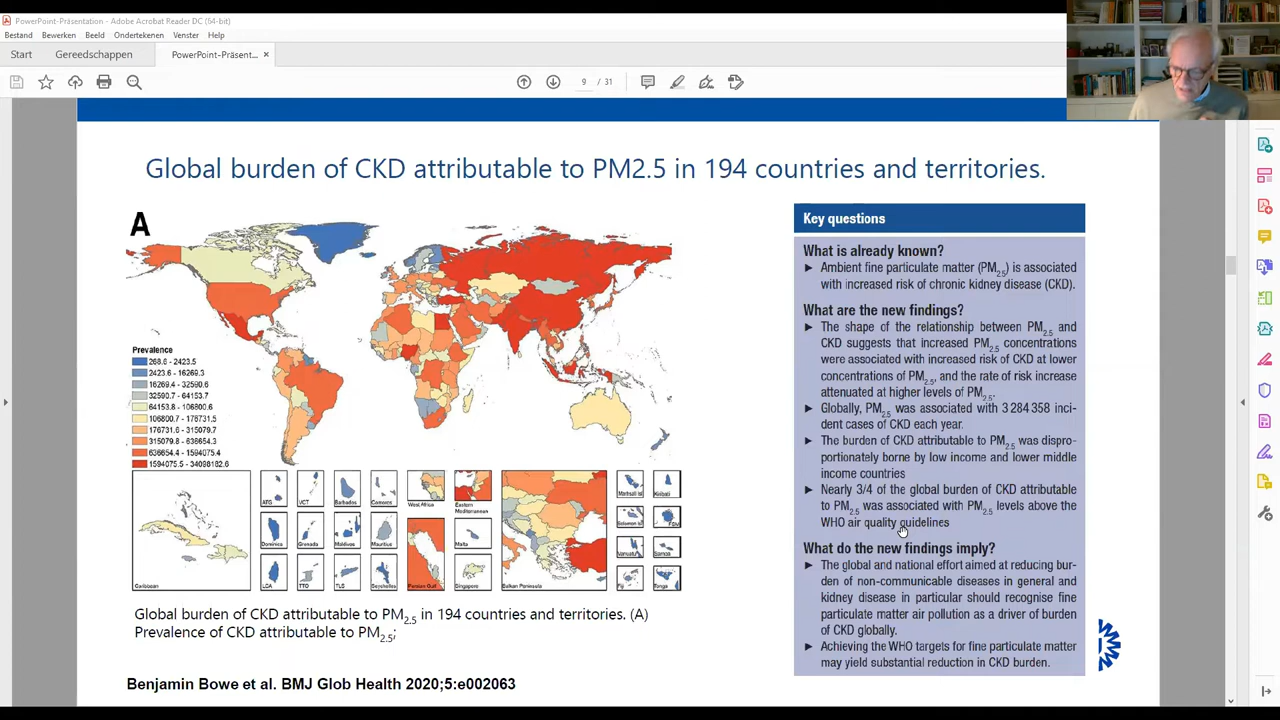 PowerPoint-Präsentation - Adobe Acrobat Reader DC (64-bit)
Bestand Bewerken Beeld Ondertekenen Venster Help
Start Gereedschappen PowerPoint-Präsent... ×
9 / 31
Global burden of CKD attributable to PM2.5 in 194 countries and territories.
A
Prevalence
268.6 - 2423.5
2423.6 - 16269.3
16269.4 - 32590.6
32590.7 - 64153.7
64153.8 - 106800.6
106800.7 - 176731.5
176731.6 - 315079.7
315079.8 - 636654.3
636654.4 - 1594075.4
1594075.5 - 34098182.6
Caribbean
ATG
VCT
Barbados
Comoros
West Africa
Eastern
Mediterranean
Dominica
Grenada
Maldives
Mauritius
Malta
LCA
TTO
TLS
Seychelles
Persian Gulf
Singapore
Balkan Peninsula
Marshall Isl
Kiribati
Solomon Isl
FSM
Vanuatu
Samoa
Fiji
Tonga
Global burden of CKD attributable to PM2.5 in 194 countries and territories. (A)
Prevalence of CKD attributable to PM2.5;
Benjamin Bowe et al. BMJ Glob Health 2020;5:e002063
Key questions
What is already known?
► Ambient fine particulate matter (PM2.5) is associated
with increased risk of chronic kidney disease (CKD).
What are the new findings?
► The shape of the relationship between PM2.5 and
CKD suggests that increased PM2.5 concentrations
were associated with increased risk of CKD at lower
concentrations of PM2.5, and the rate of risk increase
attenuated at higher levels of PM2.5.
► Globally, PM2.5 was associated with 3 284 358 inci-
dent cases of CKD each year.
► The burden of CKD attributable to PM2.5 was dispro-
portionately borne by low income and lower middle
income countries
► Nearly 3/4 of the global burden of CKD attributable
to PM2.5 was associated with PM2.5 levels above the
WHO air quality guidelines
What do the new findings imply?
► The global and national effort aimed at reducing bur-
den of non-communicable diseases in general and
kidney disease in particular should recognise fine
particulate matter air pollution as a driver of burden
of CKD globally.
► Achieving the WHO targets for fine particulate matter
may yield substantial reduction in CKD burden.